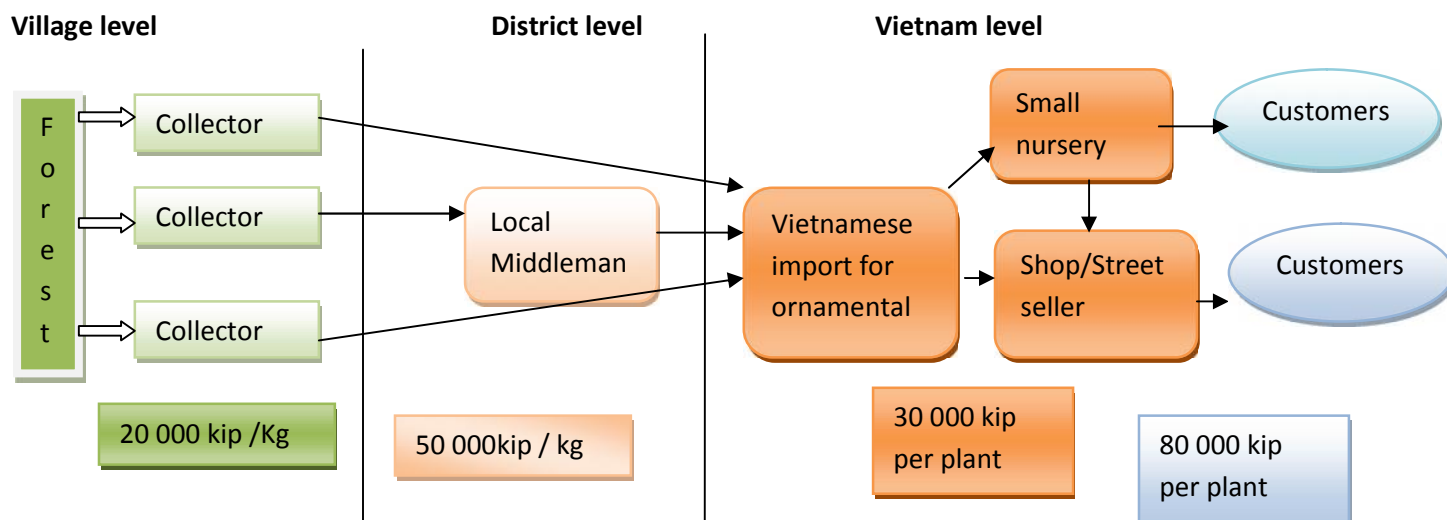 Village level
District level
Vietnam level
F
o
r
e
s
t
Collector
Collector
Collector
Local
Middleman
Vietnamese
import for
ornamental
Small
nursery
Shop/Street
seller
Customers
Customers
20 000 kip /Kg
50 000kip / kg
30 000 kip
per plant
80 000 kip
per plant